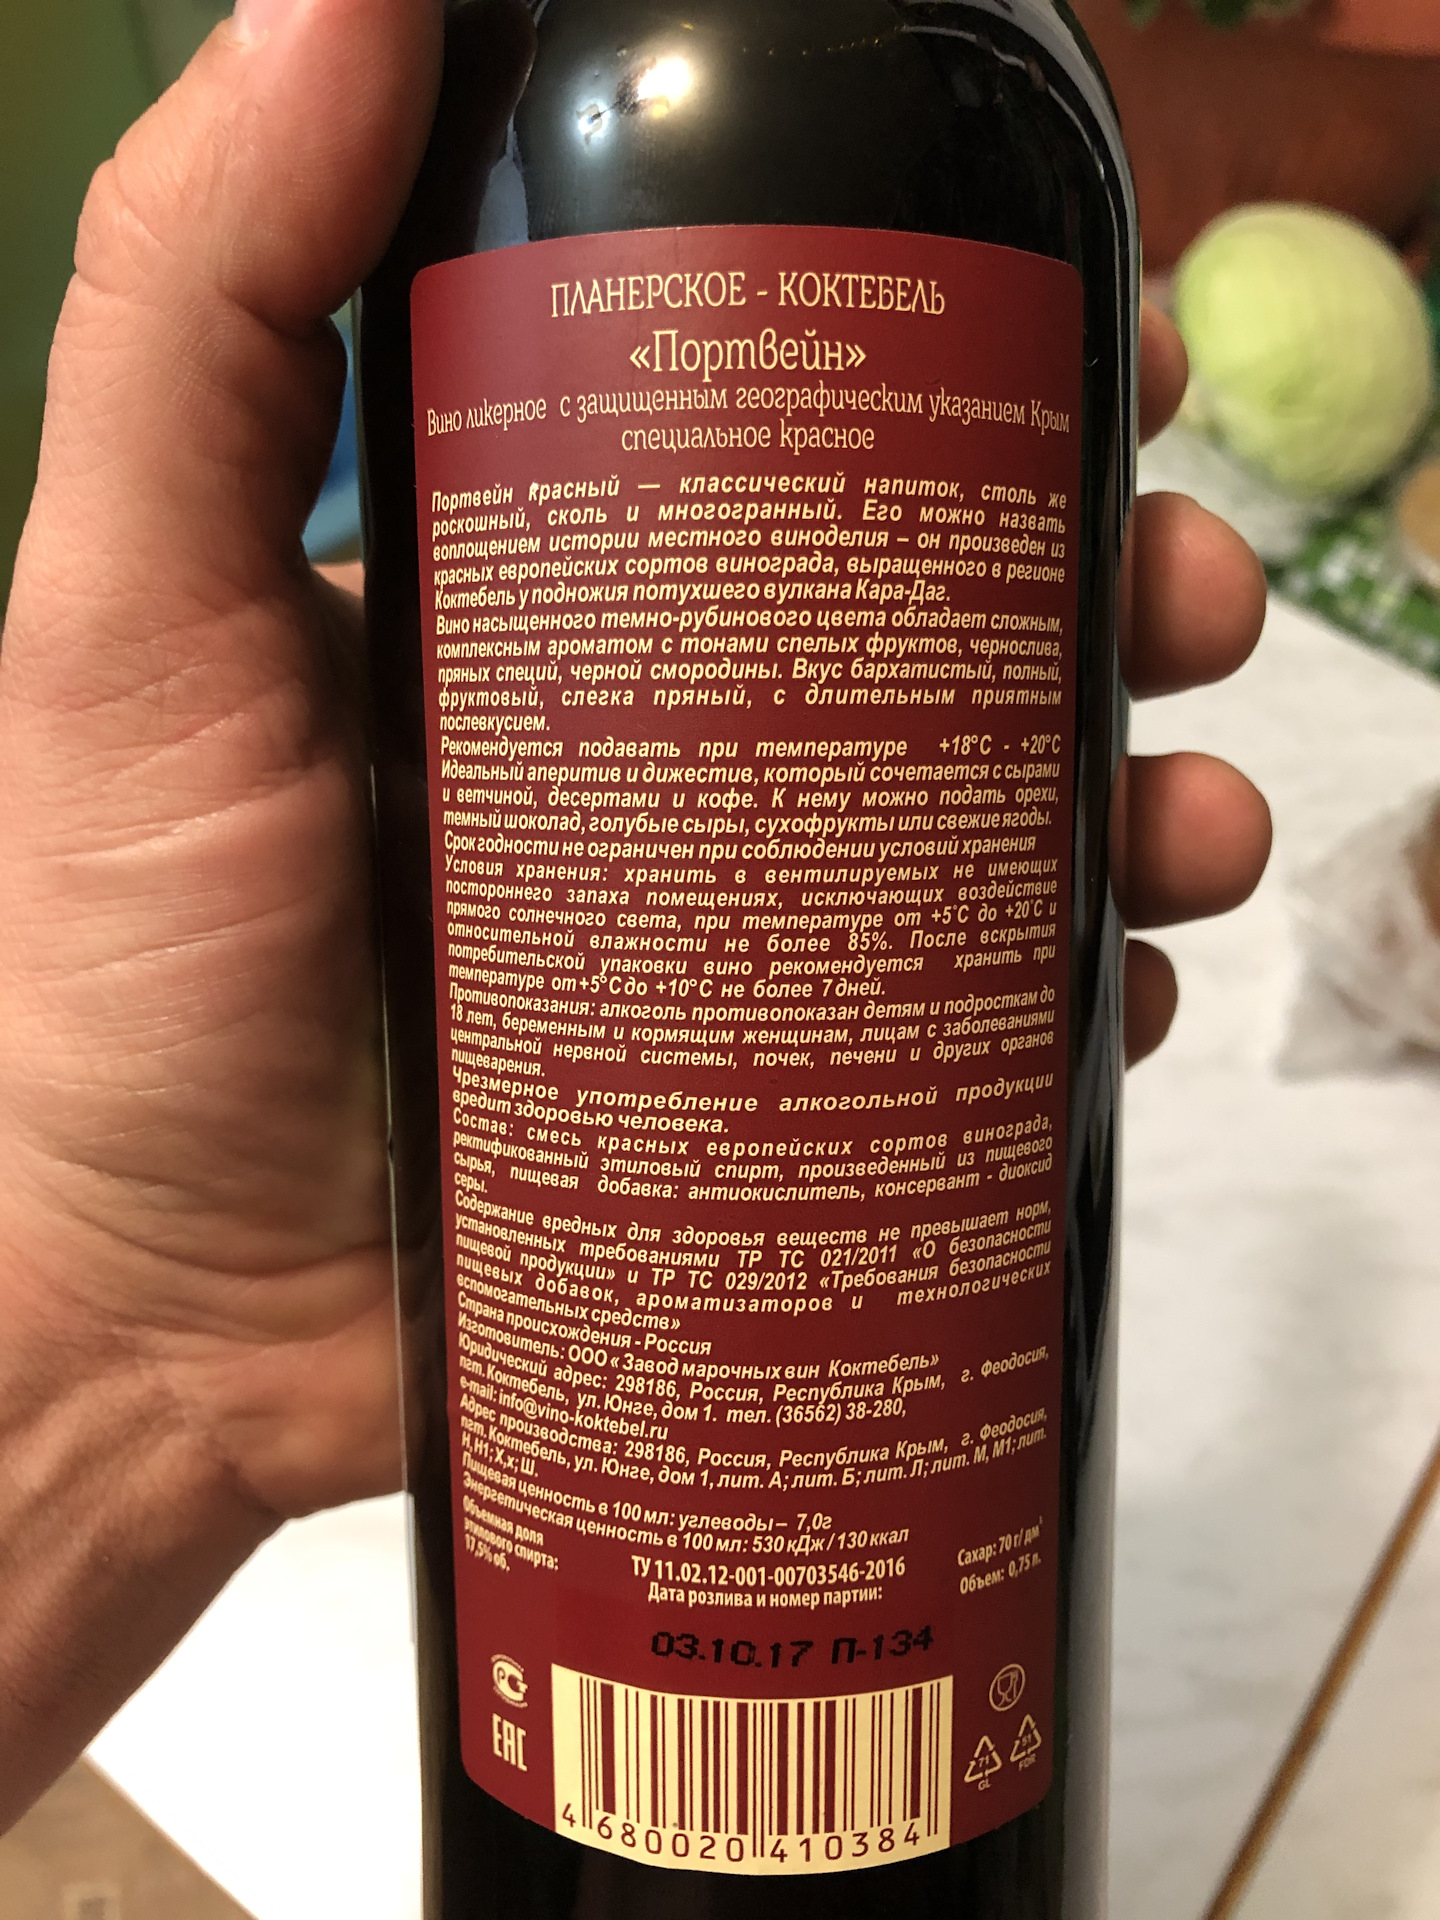 ПЛАНЕРСКОЕ - КОКТЕБЕЛЬ
«Портвейн»
Вино ликерное с защищенным географическим указанием Крым
специальное красное
Портвейн красный — классический напиток, столь же
роскошный, сколь и многогранный. Его можно назвать
воплощением истории местного виноделия – он произведен из
красных европейских сортов винограда, выращенного в регионе
Коктебель у подножия потухшего вулкана Кара-Даг.
Вино насыщенного темно-рубинового цвета обладает сложным,
комплексным ароматом с тонами спелых фруктов, чернослива,
пряных специй, черной смородины. Вкус бархатистый, полный,
фруктовый, слегка пряный, с длительным приятным
послевкусием.
Рекомендуется подавать при температуре +18°С - +20°С
Идеальный аперитив и дижестив, который сочетается с сырами
и ветчиной, десертами и кофе. К нему можно подать орехи,
темный шоколад, голубые сыры, сухофрукты или свежие ягоды.
Срок годности не ограничен при соблюдении условий хранения
Условия хранения: хранить в вентилируемых не имеющих
постороннего запаха помещениях, исключающих воздействие
прямого солнечного света, при температуре от +5°С до +20°С и
относительной влажности не более 85%. После вскрытия
потребительской упаковки вино рекомендуется хранить при
температуре от +5°С до +10°С не более 7 дней.
Противопоказания: алкоголь противопоказан детям и подросткам до
18 лет, беременным и кормящим женщинам, лицам с заболеваниями
центральной нервной системы, почек, печени и других органов
пищеварения.
Чрезмерное употребление алкогольной продукции
вредит здоровью человека.
Состав: смесь красных европейских сортов винограда,
ректификованный этиловый спирт, произведенный из пищевого
сырья, пищевая добавка: антиокислитель, консервант - диоксид
серы.
Содержание вредных для здоровья веществ не превышает норм,
установленных требованиями ТР ТС 021/2011 «О безопасности
пищевой продукции» и ТР ТС 029/2012 «Требования безопасности
пищевых добавок, ароматизаторов и технологических
вспомогательных средств»
Страна происхождения - Россия
Изготовитель: ООО « Завод марочных вин Коктебель»
Юридический адрес: 298186, Россия, Республика Крым, г. Феодосия,
пгт. Коктебель, ул. Юнге, дом 1. тел. (36562) 38-280,
e-mail: info@vino-koktebel.ru
Адрес производства: 298186, Россия, Республика Крым, г. Феодосия,
пгт. Коктебель, ул. Юнге, дом 1, лит. А; лит. Б; лит. Л; лит. М, М1; лит.
Н, Н1; Х,х; Ш.
Пищевая ценность в 100 мл: углеводы – 7,0г
Энергетическая ценность в 100 мл: 530 кДж / 130 ккал
Объемная доля
этилового спирта:
17,5% об.
ТУ 11.02.12-001-00703546-2016
Дата розлива и номер партии:
Сахар: 70 г/ дм³
Объем: 0,75 л.
03.10.17 П-134
РСТ
ЕАС
71
GL
51
FOR
4 680020 410384